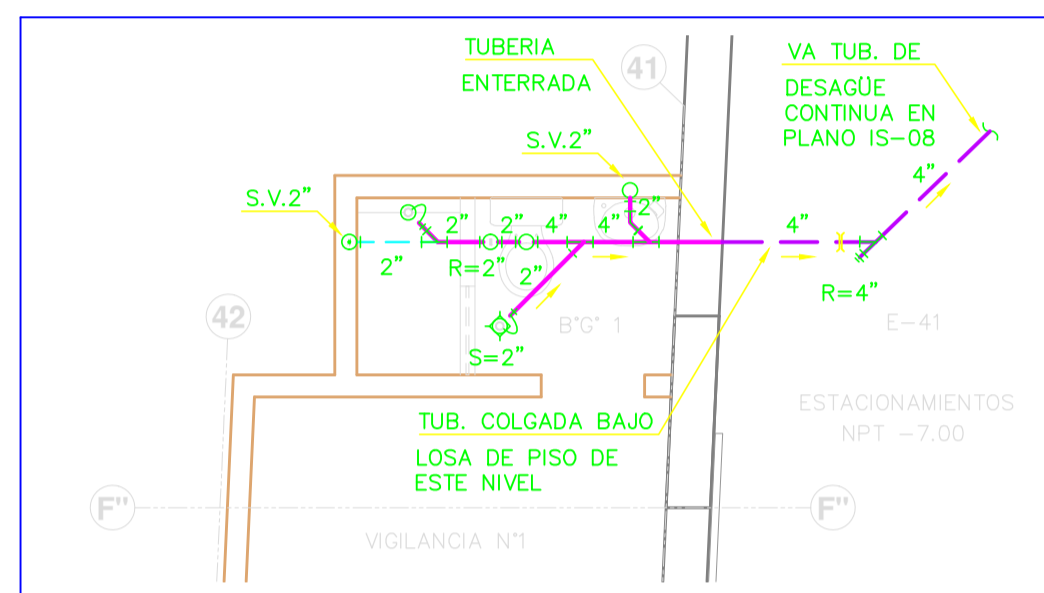 TUBERIA
ENTERRADA
41
VA TUB. DE
DESAGÜE
CONTINUA EN
PLANO IS-08
S.V.2"
S.V.2"
4"
2"
2"
2"
4"
4"
4"
2"
R=2"
2"
R=4"
42
B°G° 1
E-41
S=2"
TUB. COLGADA BAJO
LOSA DE PISO DE
ESTE NIVEL
ESTACIONAMIENTOS
NPT -7.00
F"
F"
VIGILANCIA N°1